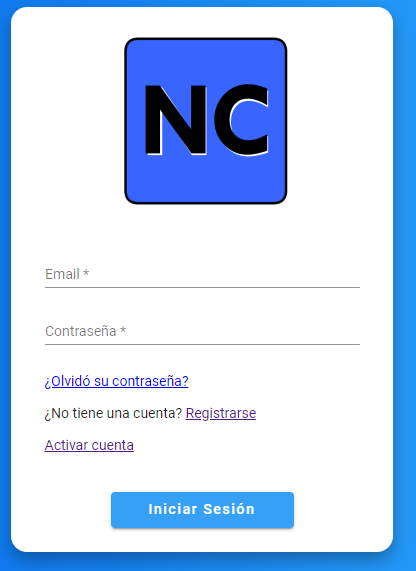 NC
Email *
Contraseña *
¿Olvidó su contraseña?
¿No tiene una cuenta? Registrarse
Activar cuenta
Iniciar Sesión